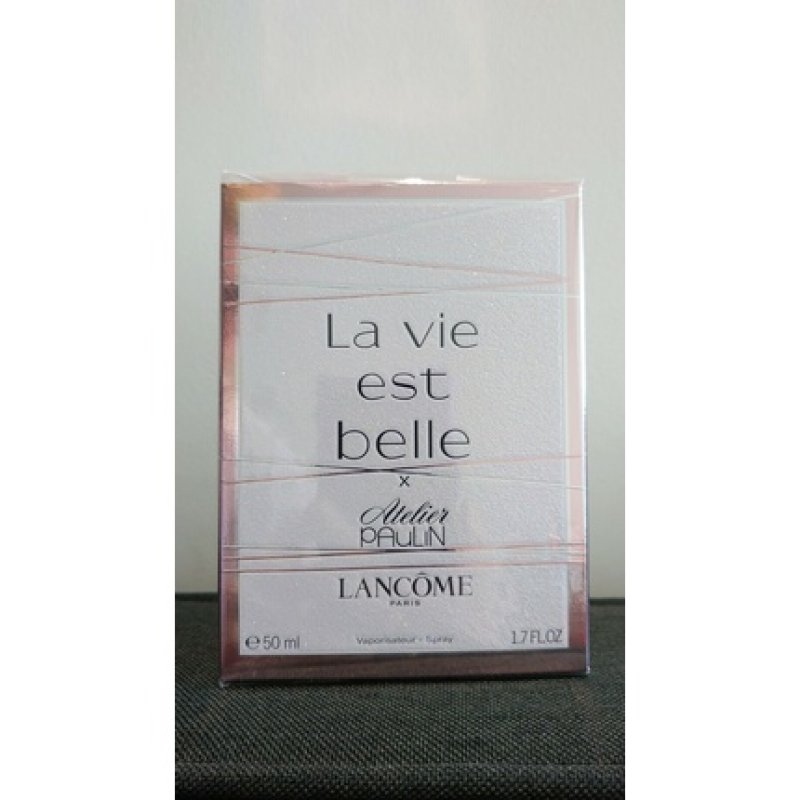 La vie
est
belle
x
Atelier
PAULIN
LANCÔME
PARIS
℮50 ml Vaporisateur - Spray 1.7 FL.OZ